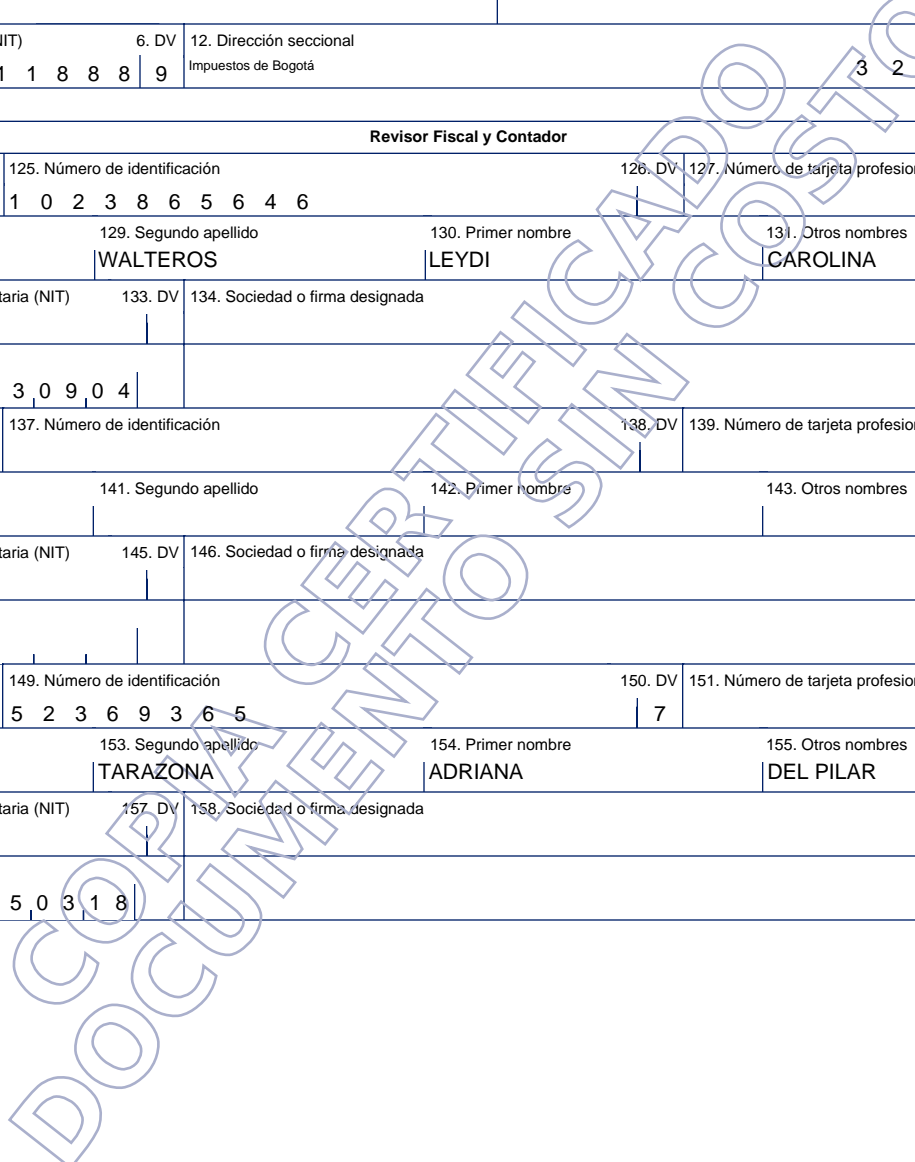 NIT) 6. DV 12. Dirección seccional
1 1 8 8 8 9 Impuestos de Bogotá 3 2
Revisor Fiscal y Contador
125. Número de identificación 126. DV 127. Número de tarjeta profesion
1 0 2 3 8 6 5 6 4 6
129. Segundo apellido 130. Primer nombre 131. Otros nombres
WALTEROS LEYDI CAROLINA
taria (NIT) 133. DV 134. Sociedad o firma designada
3 0 9 0 4
137. Número de identificación 138. DV 139. Número de tarjeta profesion
141. Segundo apellido 142. Primer nombre 143. Otros nombres
taria (NIT) 145. DV 146. Sociedad o firma designada
149. Número de identificación 150. DV 151. Número de tarjeta profesion
5 2 3 6 9 3 6 5 7
153. Segundo apellido 154. Primer nombre 155. Otros nombres
TARAZONA ADRIANA DEL PILAR
taria (NIT) 157. DV 158. Sociedad o firma designada
5 0 3 1 8
COPIA CERTIFICADO
DOCUMENTO SIN COSTO